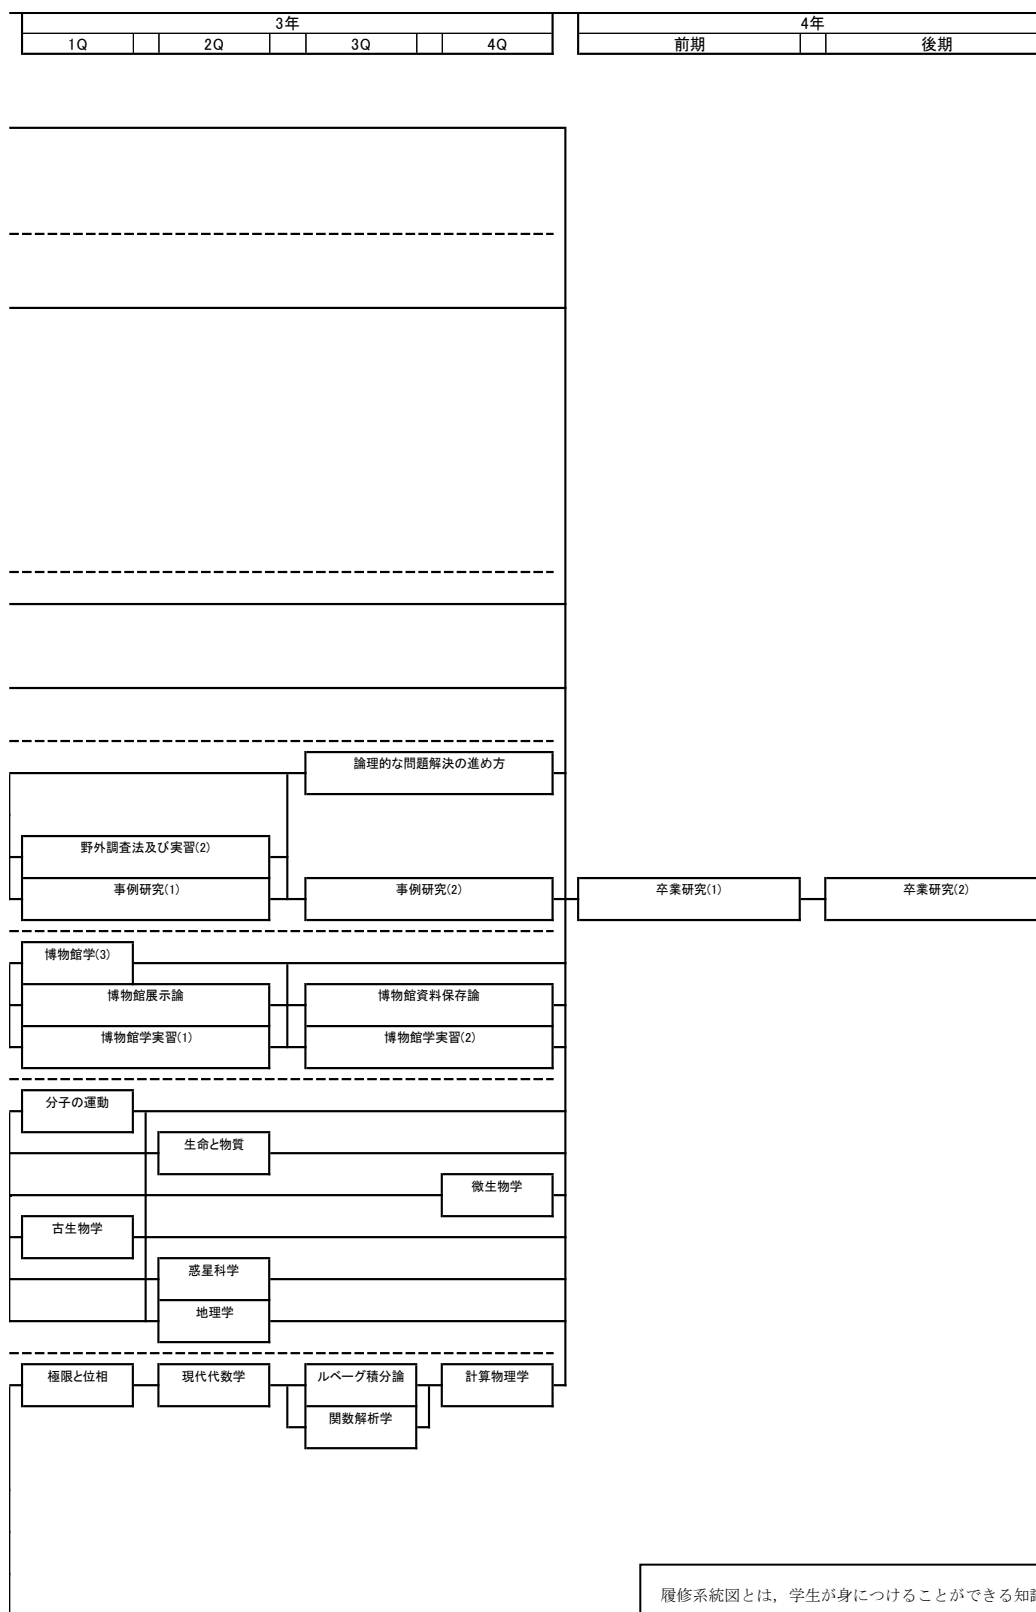 3年
4年
1Q
2Q
3Q
4Q
前期
後期
論理的な問題解決の進め方
野外調査法及び実習(2)
事例研究(1)
事例研究(2)
卒業研究(1)
卒業研究(2)
博物館学(3)
博物館展示論
博物館資料保存論
博物館学実習(1)
博物館学実習(2)
分子の運動
生命と物質
微生物学
古生物学
惑星科学
地理学
極限と位相
現代代数学
ルベーグ積分論
計算物理学
関数解析学
履修系統図とは，学生が身につけることができる知